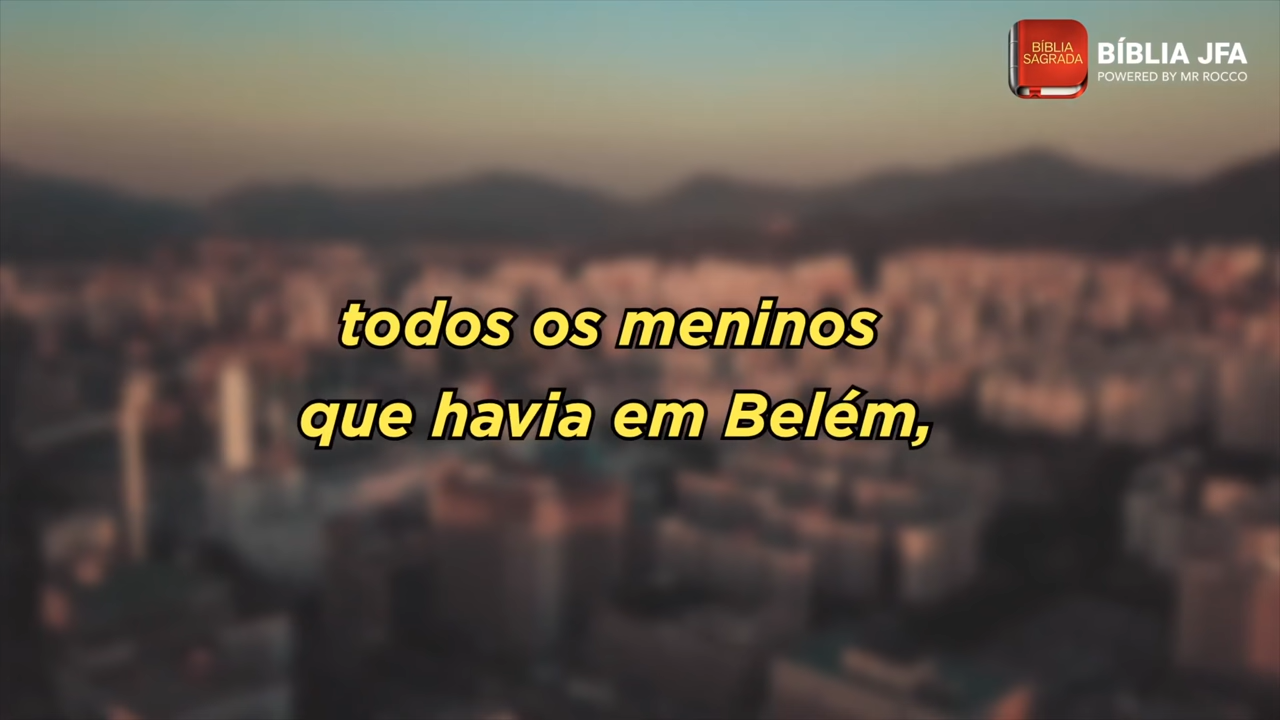 BÍBLIA
SAGRADA
BÍBLIA JFA
POWERED BY MR ROCCO
todos os meninos
que havia em Belém,